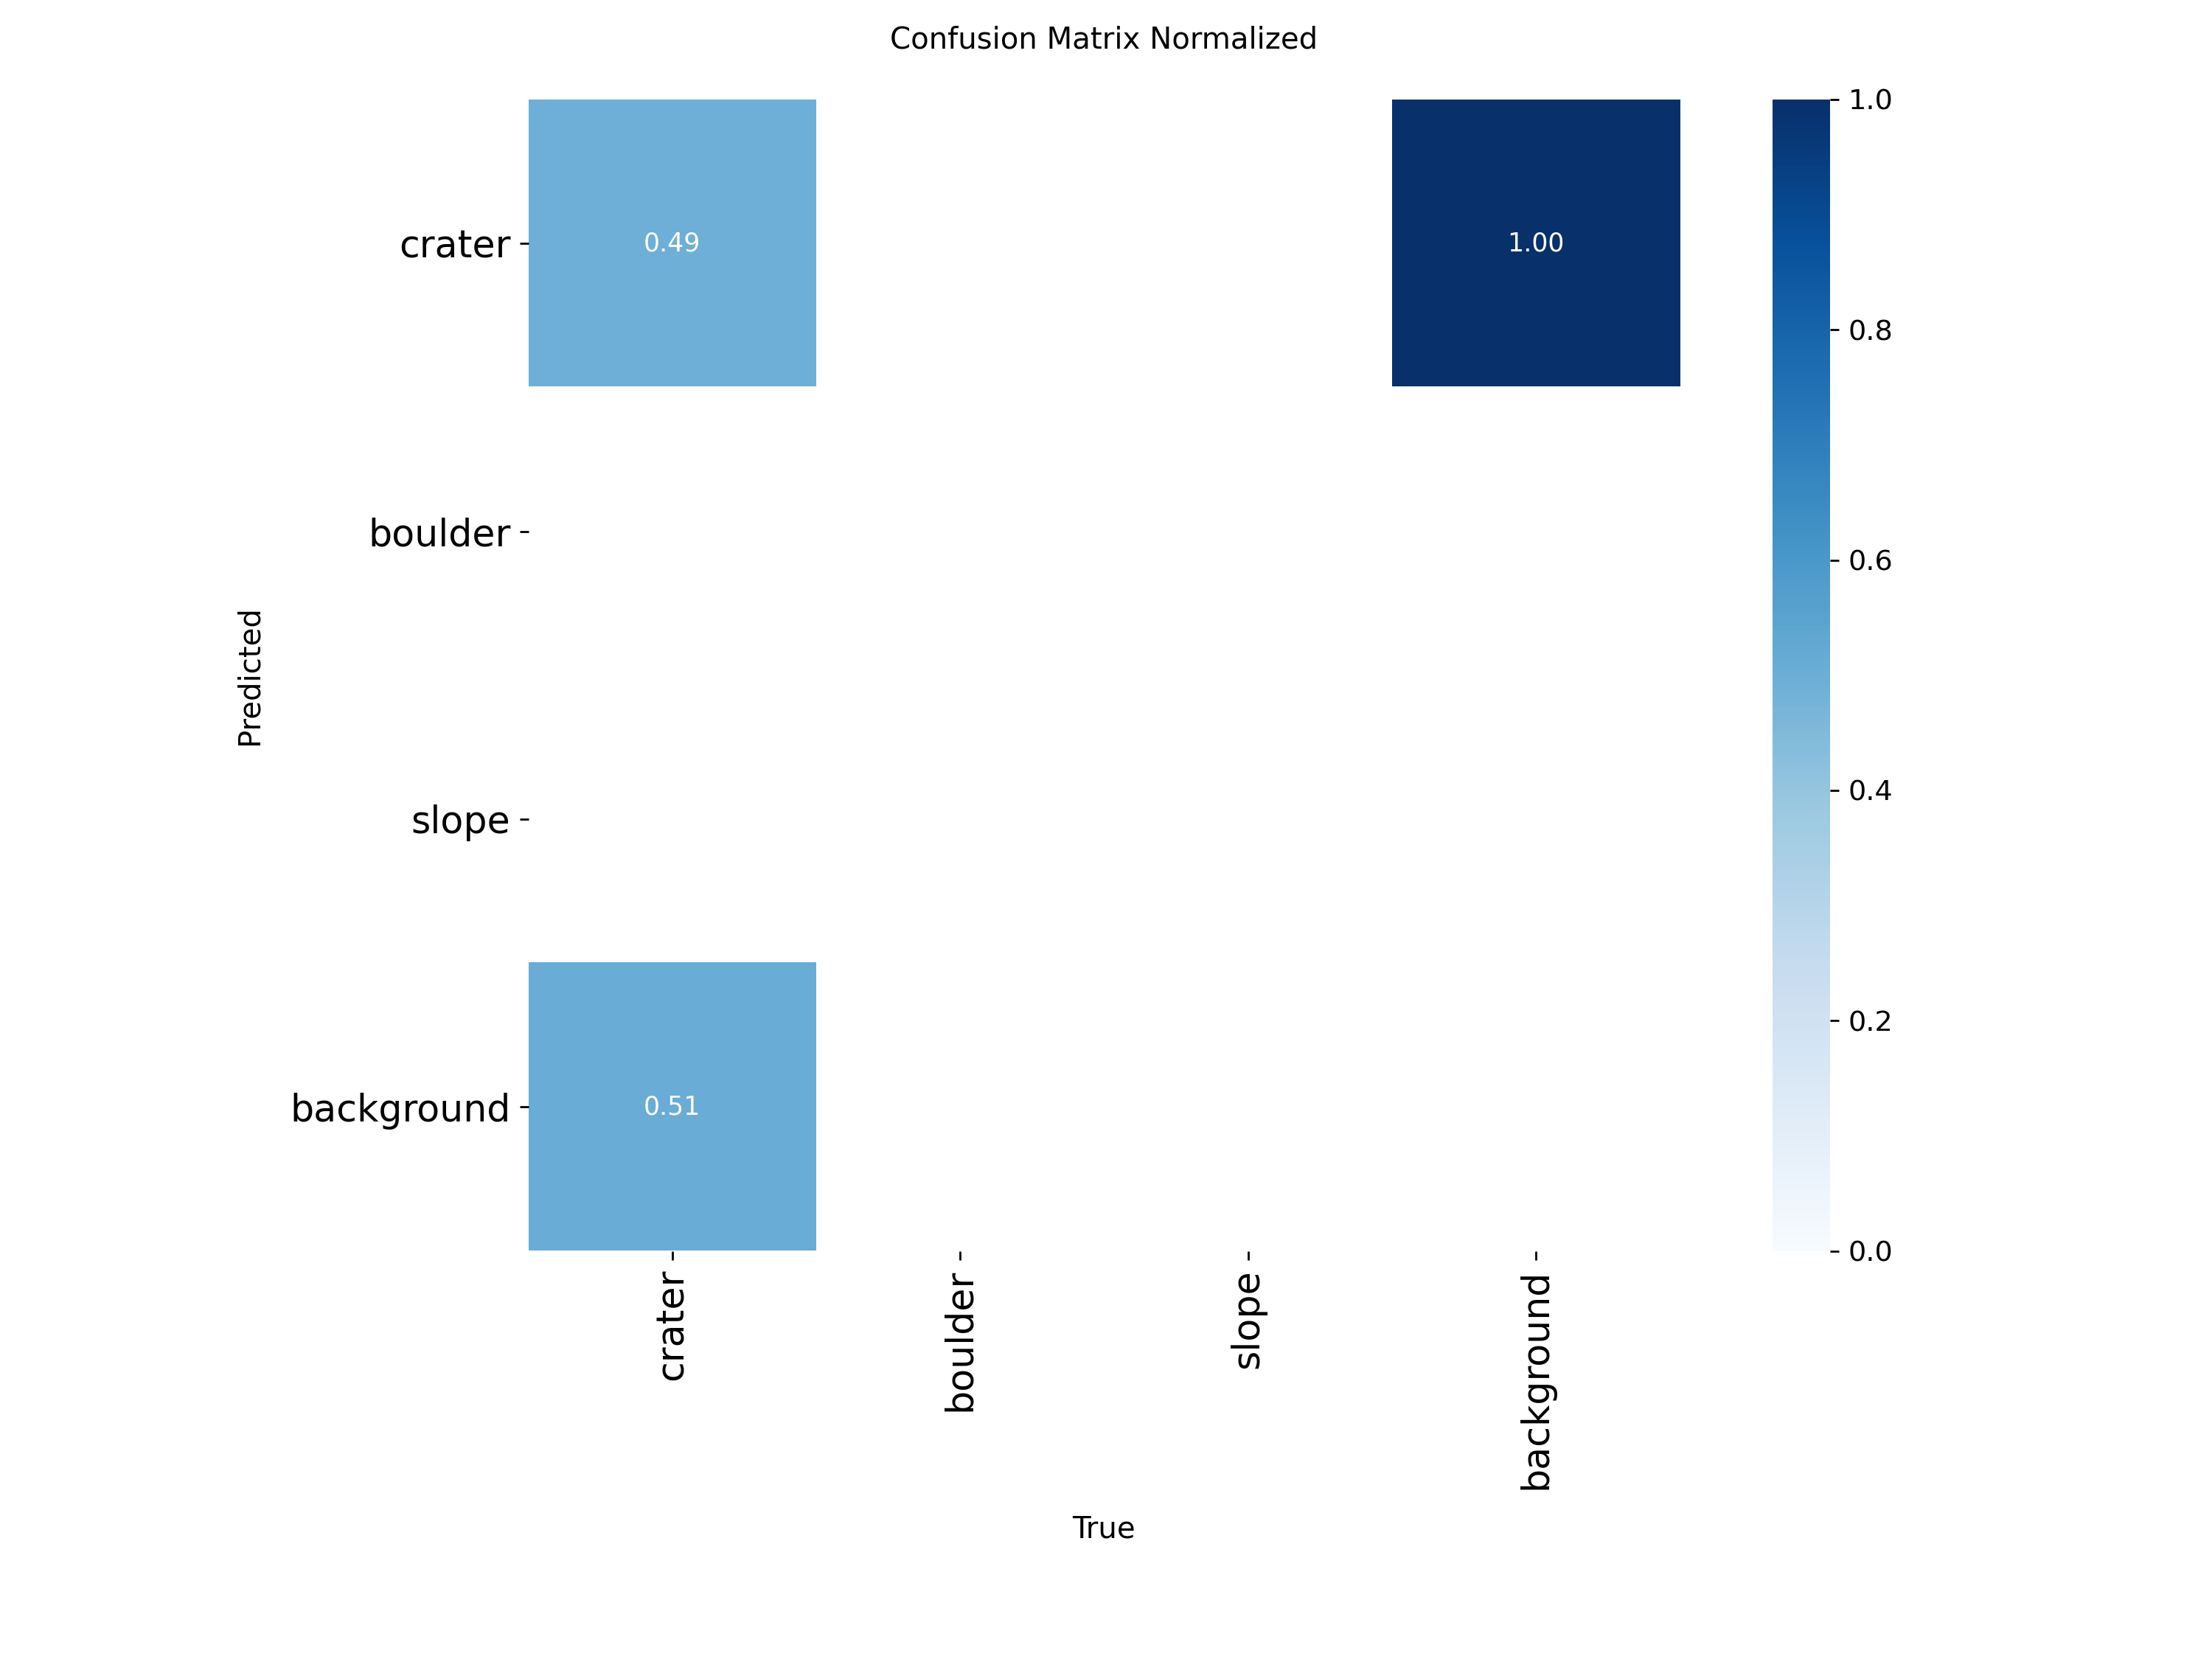 Confusion Matrix Normalized
crater
0.49
1.00
boulder
slope
background
0.51
Predicted
crater
boulder
slope
background
True
1.0
0.8
0.6
0.4
0.2
0.0